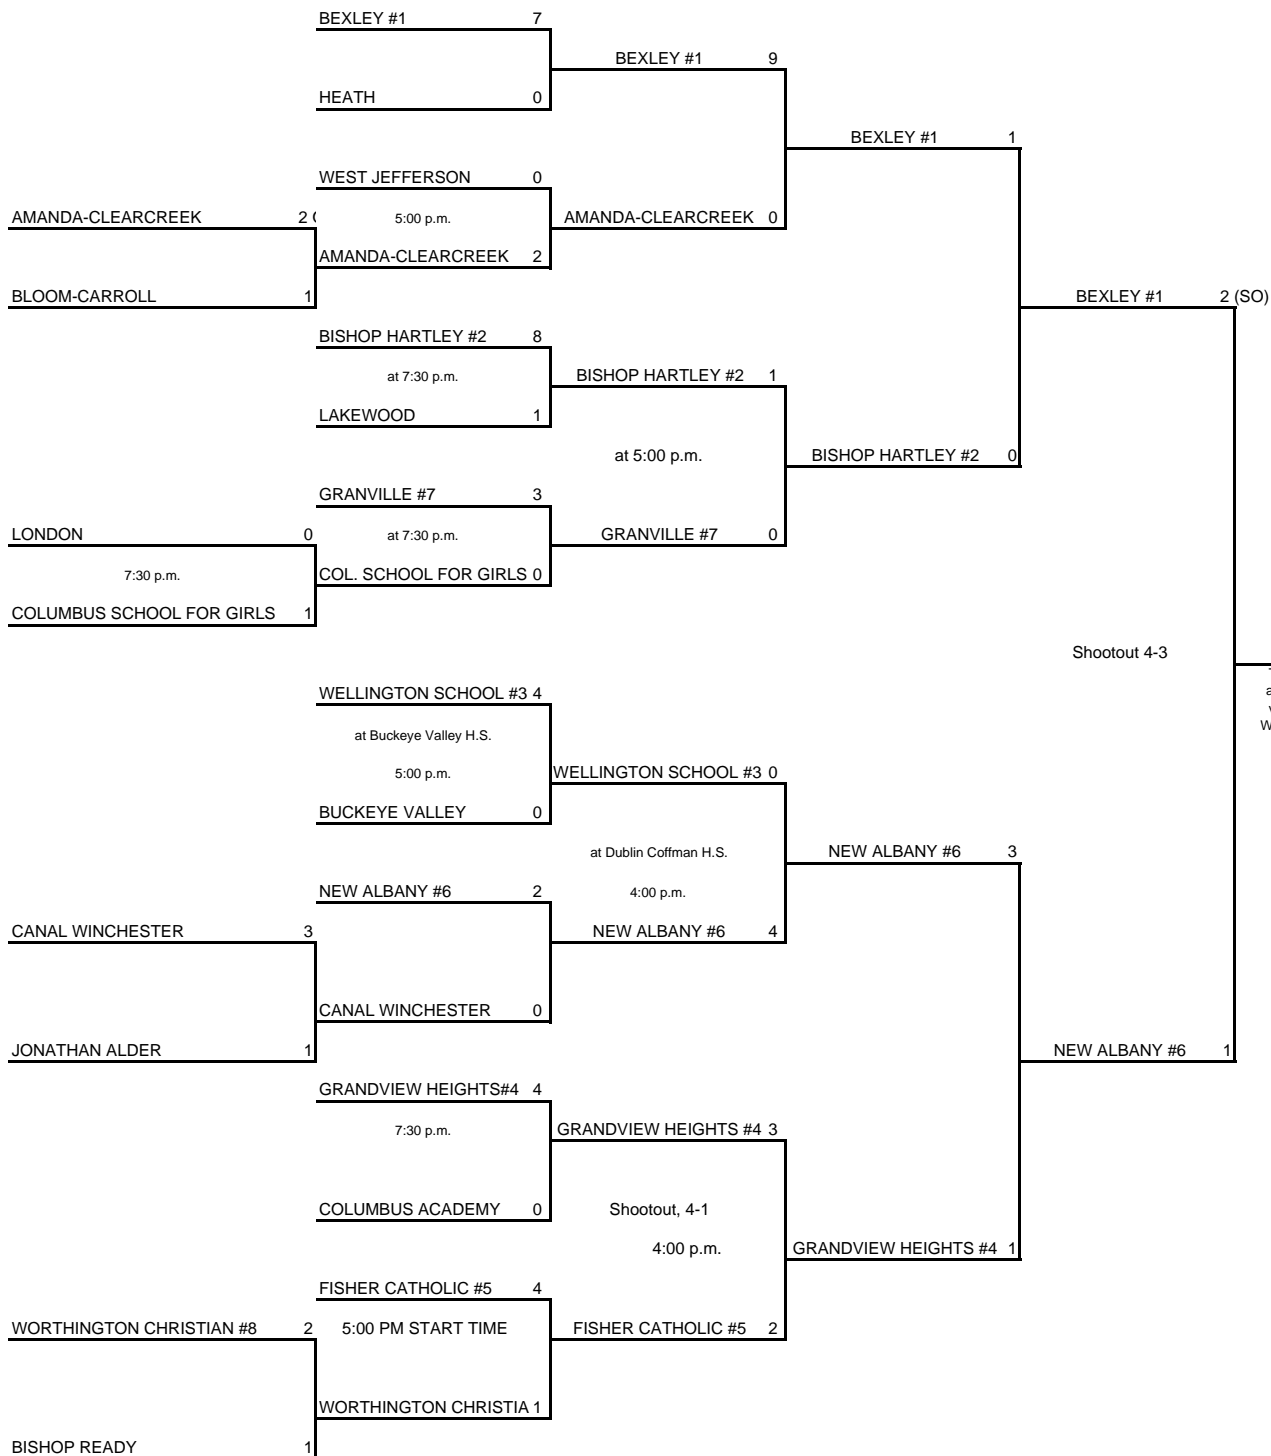 BEXLEY #1 7
BEXLEY #1 9
HEATH 0
BEXLEY #1 1
WEST JEFFERSON 0
AMANDA-CLEARCREEK 2
5:00 p.m.
AMANDA-CLEARCREEK 0
AMANDA-CLEARCREEK 2
BLOOM-CARROLL 1
BEXLEY #1 2 (SO)
BISHOP HARTLEY #2 8
at 7:30 p.m.
BISHOP HARTLEY #2 1
LAKEWOOD 1
at 5:00 p.m.
BISHOP HARTLEY #2 0
GRANVILLE #7 3
LONDON 0
at 7:30 p.m.
GRANVILLE #7 0
7:30 p.m.
COL. SCHOOL FOR GIRLS 0
COLUMBUS SCHOOL FOR GIRLS 1
Shootout 4-3
WELLINGTON SCHOOL #3 4
at Buckeye Valley H.S.
5:00 p.m.
WELLINGTON SCHOOL #3 0
BUCKEYE VALLEY 0
at Dublin Coffman H.S.
NEW ALBANY #6 3
NEW ALBANY #6 2
4:00 p.m.
CANAL WINCHESTER 3
NEW ALBANY #6 4
CANAL WINCHESTER 0
JONATHAN ALDER 1
NEW ALBANY #6 1
GRANDVIEW HEIGHTS#4 4
7:30 p.m.
GRANDVIEW HEIGHTS #4 3
COLUMBUS ACADEMY 0
Shootout, 4-1
4:00 p.m.
GRANDVIEW HEIGHTS #4 1
FISHER CATHOLIC #5 4
WORTHINGTON CHRISTIAN #8 2
5:00 PM START TIME
FISHER CATHOLIC #5 2
WORTHINGTON CHRISTIA 1
BISHOP READY 1